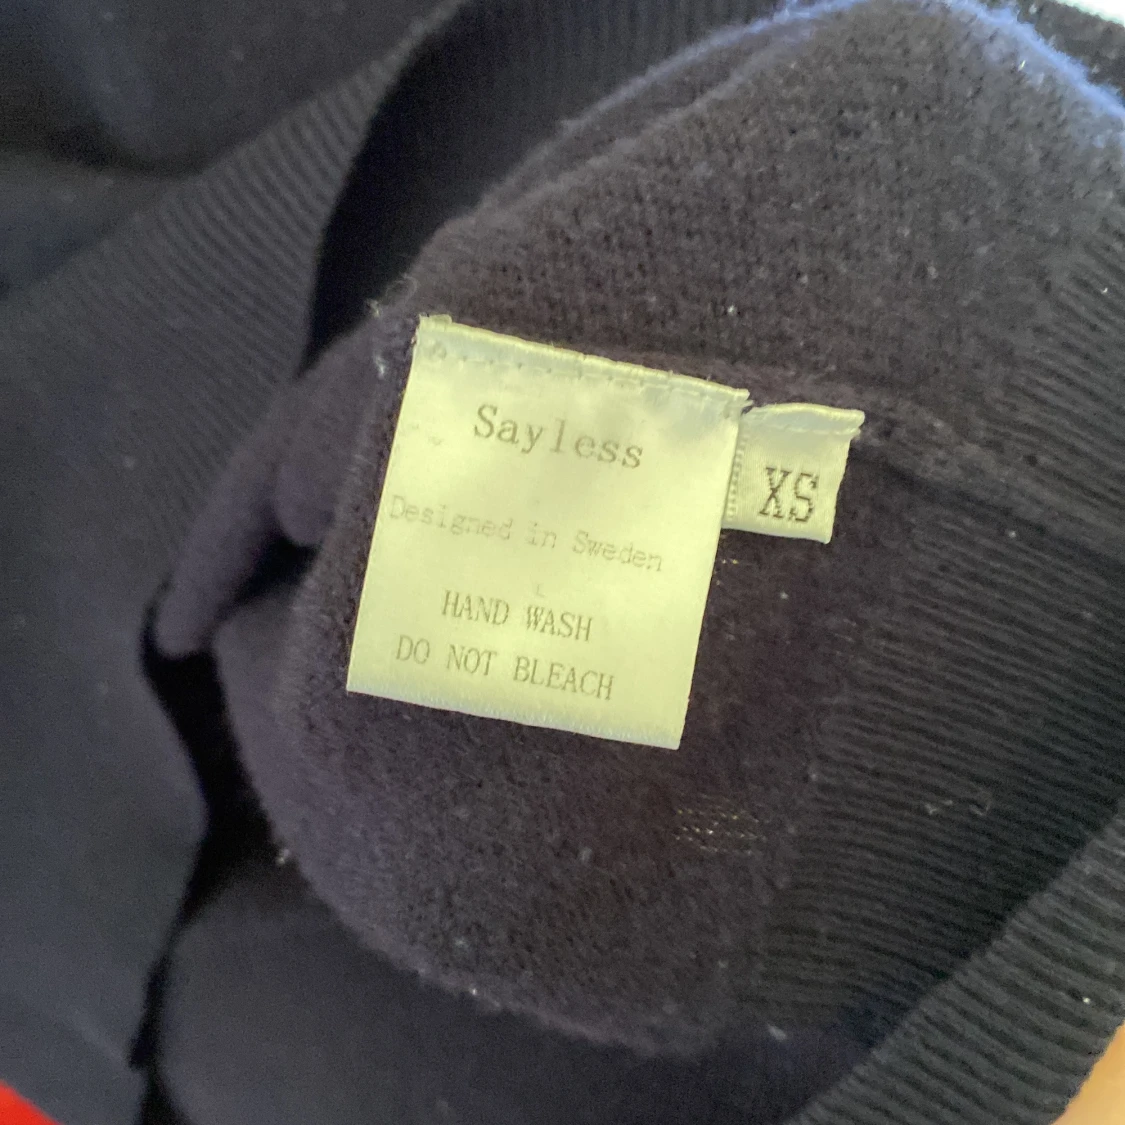 Sayless
XS
Designed in Sweden
HAND WASH
DO NOT BLEACH